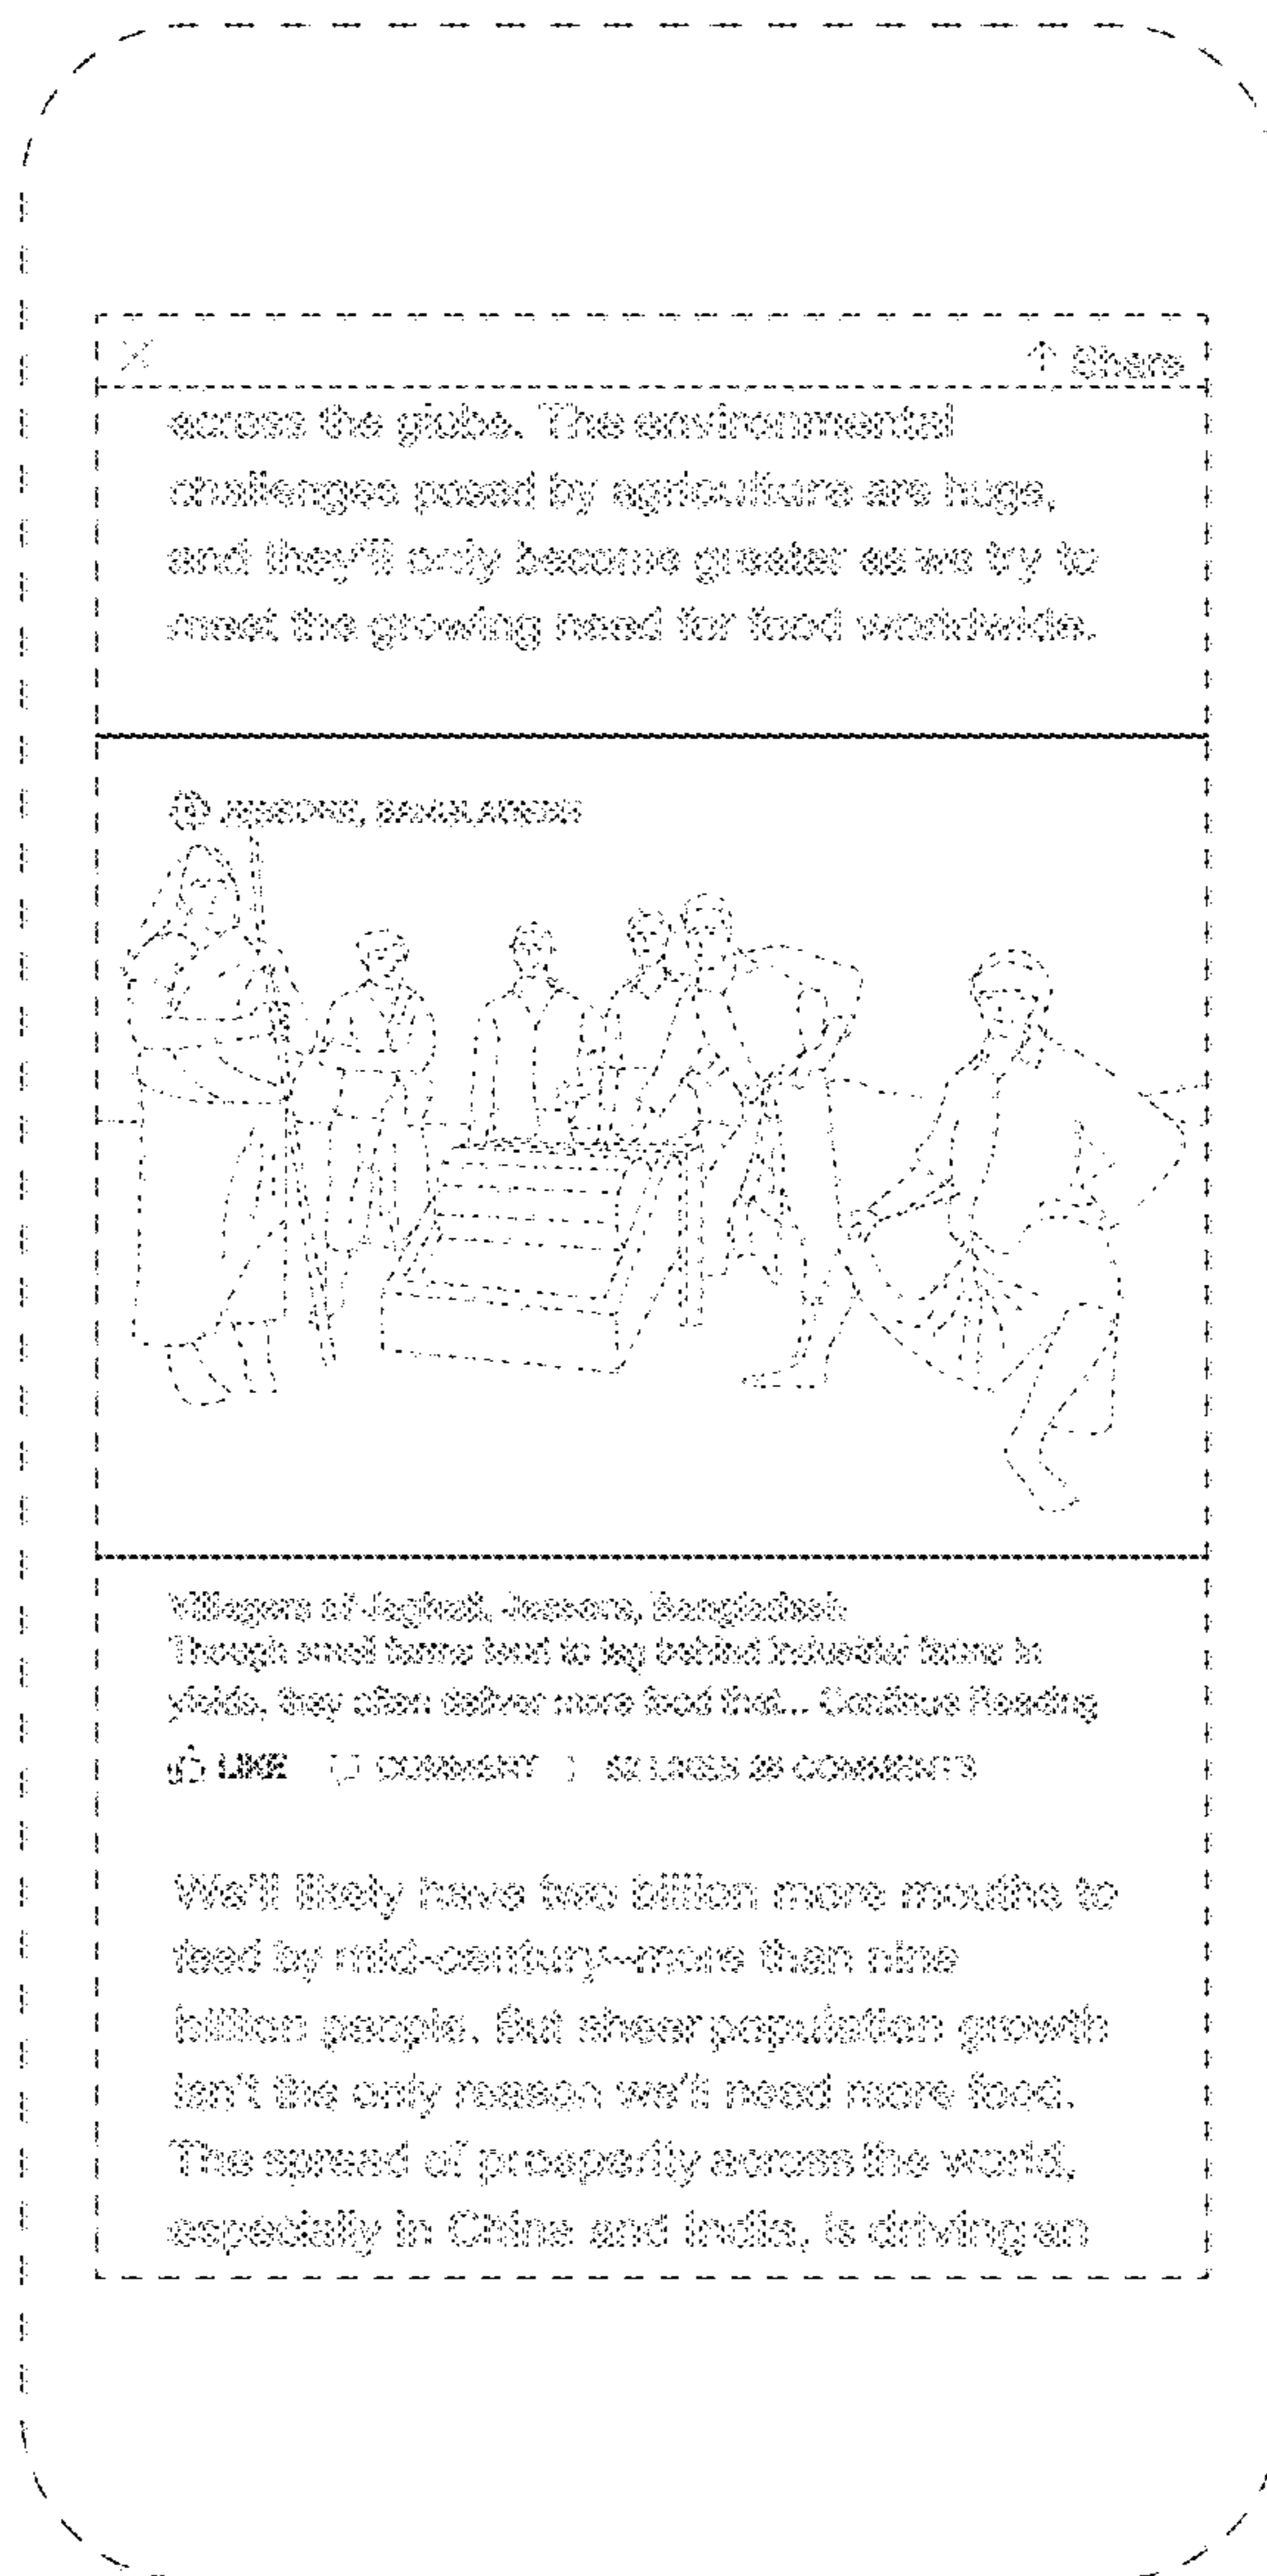 Share
across the globe. The environmental
challenges posed by agriculture are huge,
and they'll only become greater as we try to
meet the growing need for food worldwide.
JESSORE, BANGLADESH
Villagers of Jaghati, Jessore, Bangladesh
Though small farms tend to lag behind industrial farms in
yields, they often deliver more food that... Continue Reading
LIKE COMMENT LIKES COMMENTS
We'll likely have two billion more mouths to
feed by mid-century--more than nine
billion people. But sheer population growth
isn't the only reason we'll need more food.
The spread of prosperity across the world,
especially in China and India, is driving an